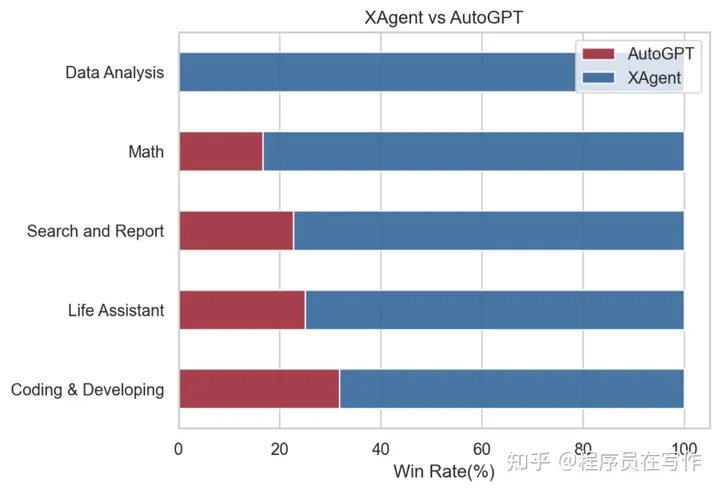 XAgent vs AutoGPT
AutoGPT
XAgent
Data Analysis
Math
Search and Report
Life Assistant
Coding & Developing
0 20 40 60 80 100
Win Rate(%)
知乎 @程序员在写作